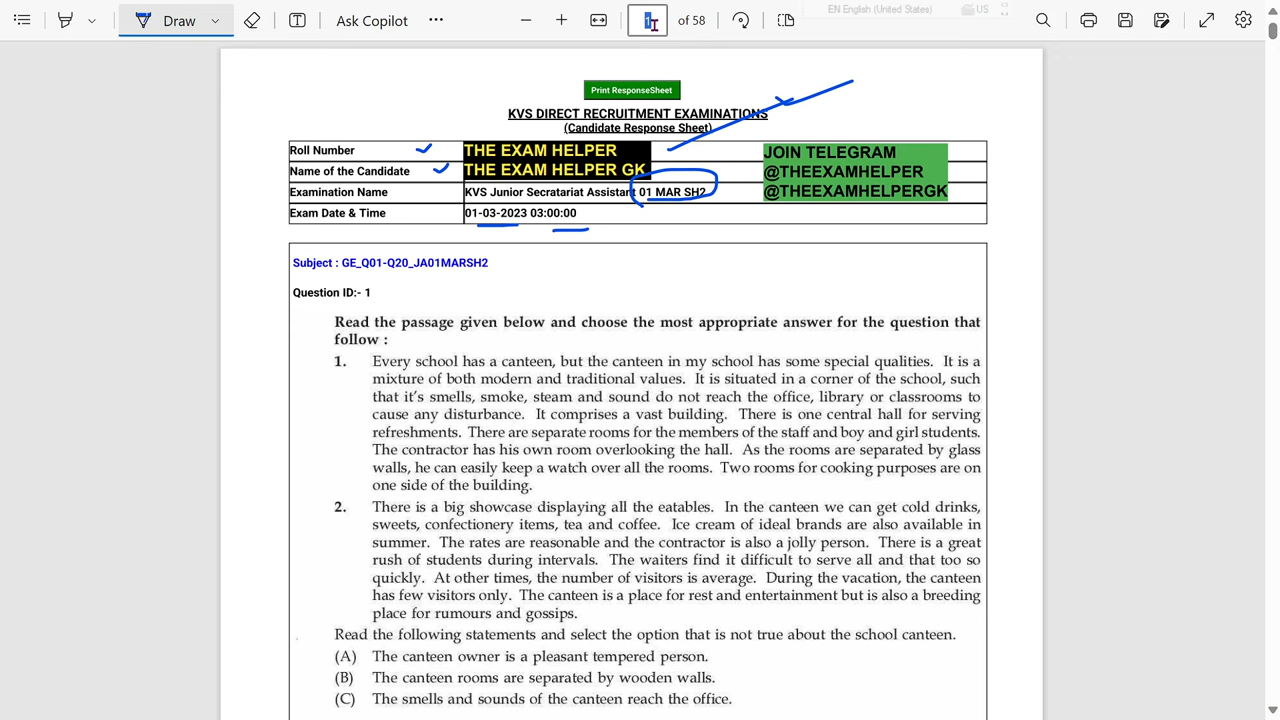 Draw
Ask Copilot
of 58
EN English (United States)
US
Print ResponseSheet
KVS DIRECT RECRUITMENT EXAMINATIONS
(Candidate Response Sheet)
Roll Number THE EXAM HELPER JOIN TELEGRAM
Name of the Candidate THE EXAM HELPER GK @THEEXAMHELPER
Examination Name KVS Junior Secratariat Assistant 01 MAR SH2 @THEEXAMHELPERGK
Exam Date & Time 01-03-2023 03:00:00
Subject : GE_Q01-Q20_JA01MARSH2
Question ID:- 1
Read the passage given below and choose the most appropriate answer for the question that
follow :
1. Every school has a canteen, but the canteen in my school has some special qualities. It is a
mixture of both modern and traditional values. It is situated in a corner of the school, such
that it's smells, smoke, steam and sound do not reach the office, library or classrooms to
cause any disturbance. It comprises a vast building. There is one central hall for serving
refreshments. There are separate rooms for the members of the staff and boy and girl students.
The contractor has his own room overlooking the hall. As the rooms are separated by glass
walls, he can easily keep a watch over all the rooms. Two rooms for cooking purposes are on
one side of the building.
2. There is a big showcase displaying all the eatables. In the canteen we can get cold drinks,
sweets, confectionery items, tea and coffee. Ice cream of ideal brands are also available in
summer. The rates are reasonable and the contractor is also a jolly person. There is a great
rush of students during intervals. The waiters find it difficult to serve all and that too so
quickly. At other times, the number of visitors is average. During the vacation, the canteen
has few visitors only. The canteen is a place for rest and entertainment but is also a breeding
place for rumours and gossips.
Read the following statements and select the option that is not true about the school canteen.
(A) The canteen owner is a pleasant tempered person.
(B) The canteen rooms are separated by wooden walls.
(C) The smells and sounds of the canteen reach the office.